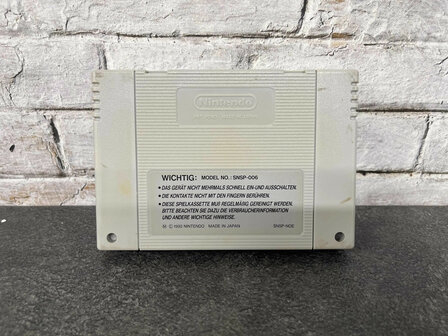 Nintendo
WICHTIG: MODEL NO.: SNSP-006
• DAS GERÄT NICHT MEHRMALS SCHNELL EIN-UND AUSSCHALTEN.
• DIE KONTAKTE NICHT MIT DEN FINGERN BERÜHREN.
• DIESE SPIELKASSETTE MUß REGELMÄßIG GEREINIGT WERDEN.
BITTE BEACHTEN SIE DAZU DIE VERBRAUCHERINFORMATION
UND ANDERE WICHTIGE HINWEISE.
M © 1992 NINTENDO MADE IN JAPAN SNSP-NOE